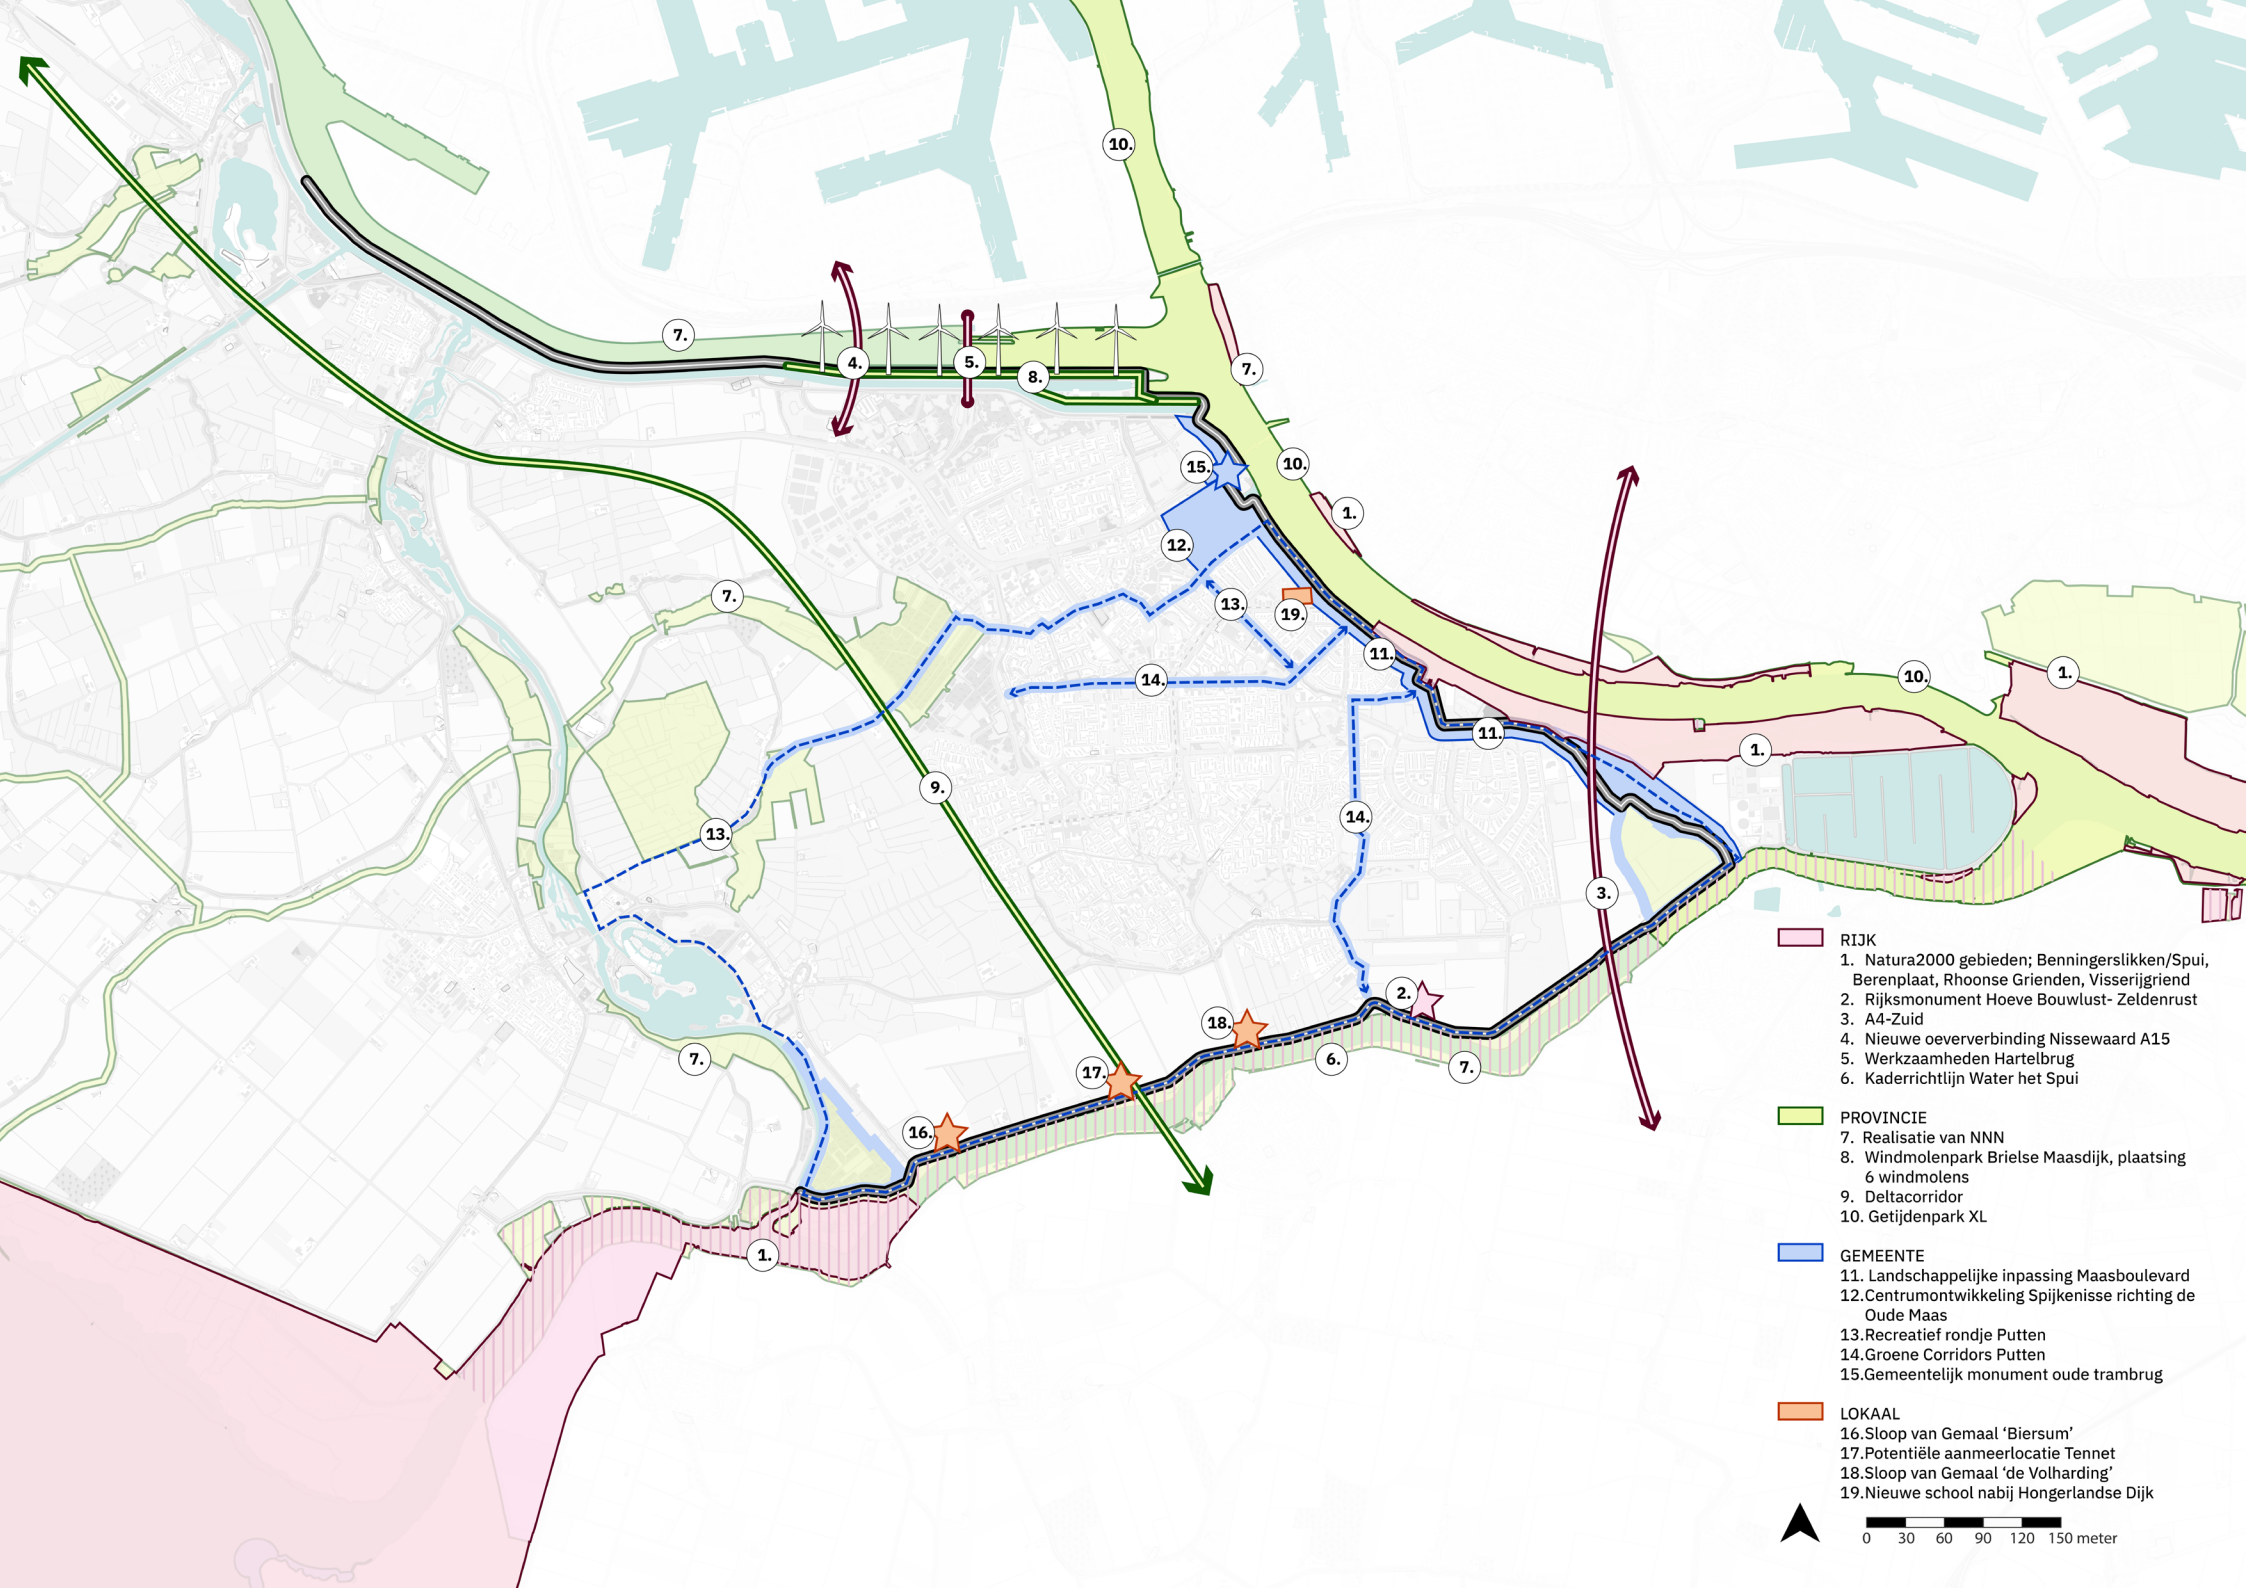 10.
7.
4.
5.
8.
7.
15.
10.
1.
12.
7.
13.
19.
11.
14.
10.
1.
11.
1.
9.
14.
13.
3.
2.
18.
6.
7.
7.
17.
16.
1.
RIJK
1. Natura2000 gebieden; Benningerslikken/Spui,
Berenplaat, Rhoonse Grienden, Visserijgriend
2. Rijksmonument Hoeve Bouwlust- Zeldenrust
3. A4-Zuid
4. Nieuwe oeververbinding Nissewaard A15
5. Werkzaamheden Hartelbrug
6. Kaderrichtlijn Water het Spui
PROVINCIE
7. Realisatie van NNN
8. Windmolenpark Brielse Maasdijk, plaatsing
6 windmolens
9. Deltacorridor
10. Getijdenpark XL
GEMEENTE
11. Landschappelijke inpassing Maasboulevard
12.Centrumontwikkeling Spijkenisse richting de
Oude Maas
13.Recreatief rondje Putten
14.Groene Corridors Putten
15.Gemeentelijk monument oude trambrug
LOKAAL
16.Sloop van Gemaal ‘Biersum’
17.Potentiële aanmeerlocatie Tennet
18.Sloop van Gemaal ‘de Volharding’
19.Nieuwe school nabij Hongerlandse Dijk
0 30 60 90 120 150 meter